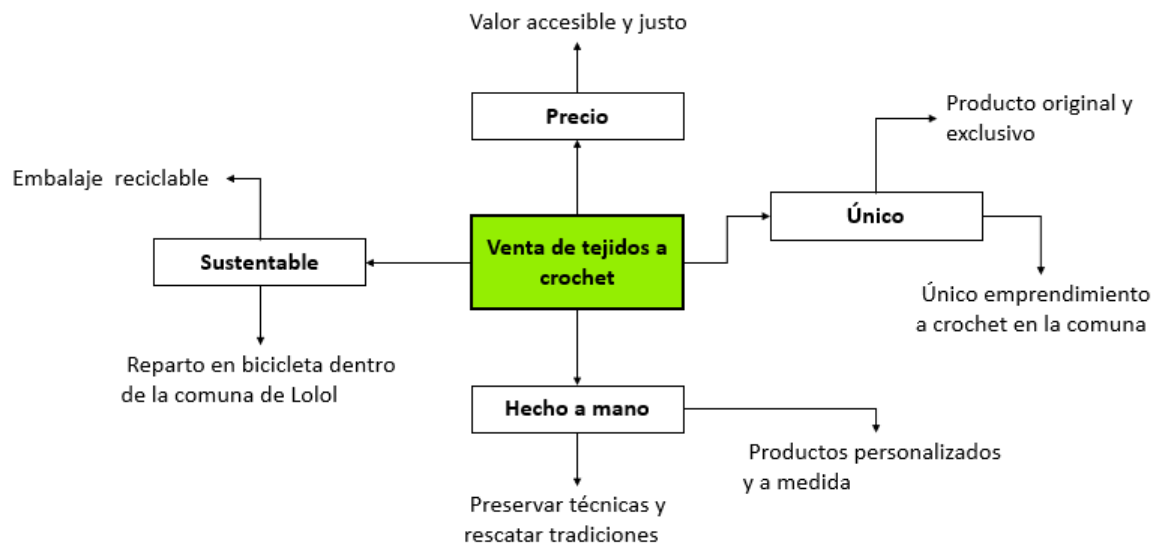 Valor accesible y justo
Precio
Producto original y
exclusivo
Embalaje reciclable
Único
Venta de tejidos a
crochet
Sustentable
Único emprendimiento
a crochet en la comuna
Reparto en bicicleta dentro
de la comuna de Lolol
Hecho a mano
Productos personalizados
y a medida
Preservar técnicas y
rescatar tradiciones